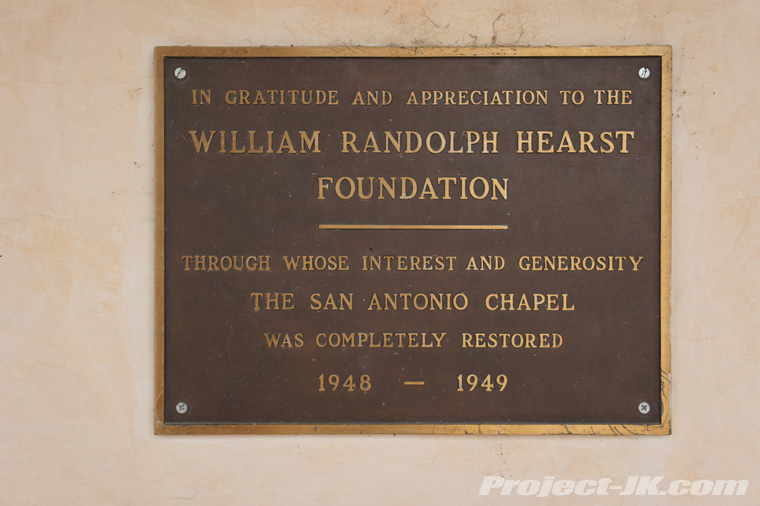 IN GRATITUDE AND APPRECIATION TO THE
WILLIAM RANDOLPH HEARST
FOUNDATION
THROUGH WHOSE INTEREST AND GENEROSITY
THE SAN ANTONIO CHAPEL
WAS COMPLETELY RESTORED
1948 — 1949
Project-JK.com